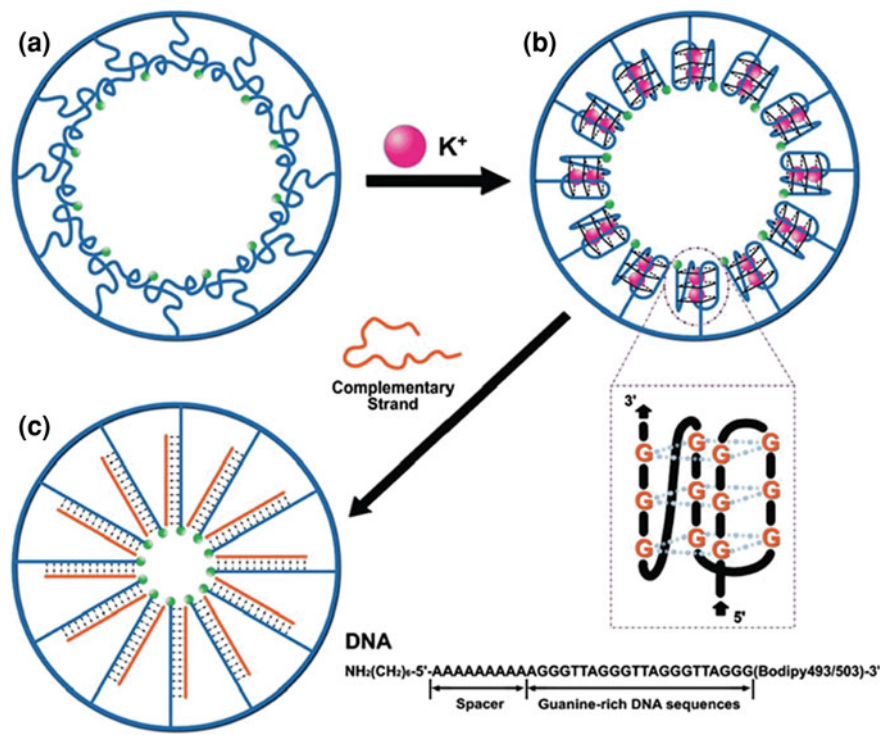 (a)
(b)
K+
Complementary
Strand
(c)
3'
G
G
G
G
G
G
G
G
G
G
G
G
5'
DNA
NH₂(CH₂)₆-5'-AAAAAAAAAAGGGTTAGGGTTAGGGTTAGGG(Bodipy493/503)-3'
Spacer
Guanine-rich DNA sequences